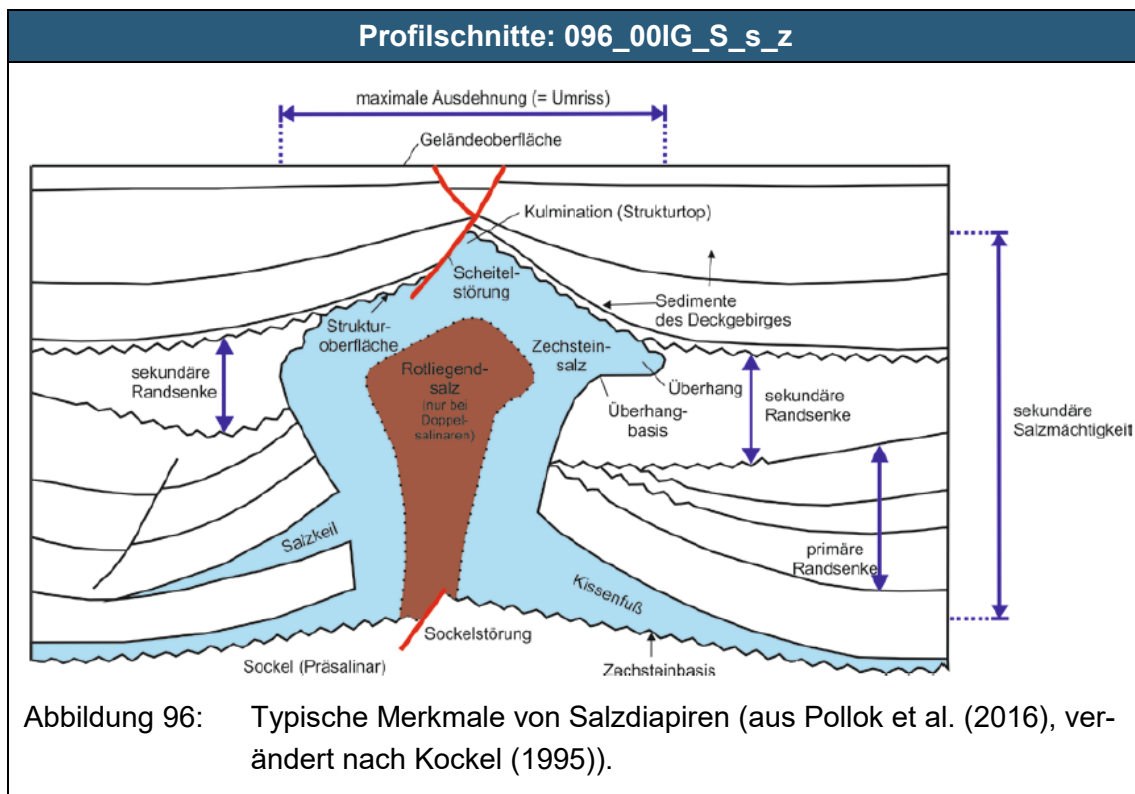 Profilschnitte: 096_00IG_S_s_z
maximale Ausdehnung (= Umriss)
Geländeoberfläche
Kulmination (Strukturtop)
Scheitel-
störung
Sedimente
des Deckgebirges
Struktur-
oberfläche
Zechstein-
salz
sekundäre
Randsenke
Rotliegend-
salz
(nur bei
Doppel-
salinaren)
Überhang
Überhang-
basis
sekundäre
Randsenke
sekundäre
Salzmächtigkeit
Salzkeil
primäre
Randsenke
Kissenfuß
Sockelstörung
Sockel (Präsalinar)
Zechsteinbasis
Abbildung 96: Typische Merkmale von Salzdiapiren (aus Pollok et al. (2016), ver-
ändert nach Kockel (1995)).